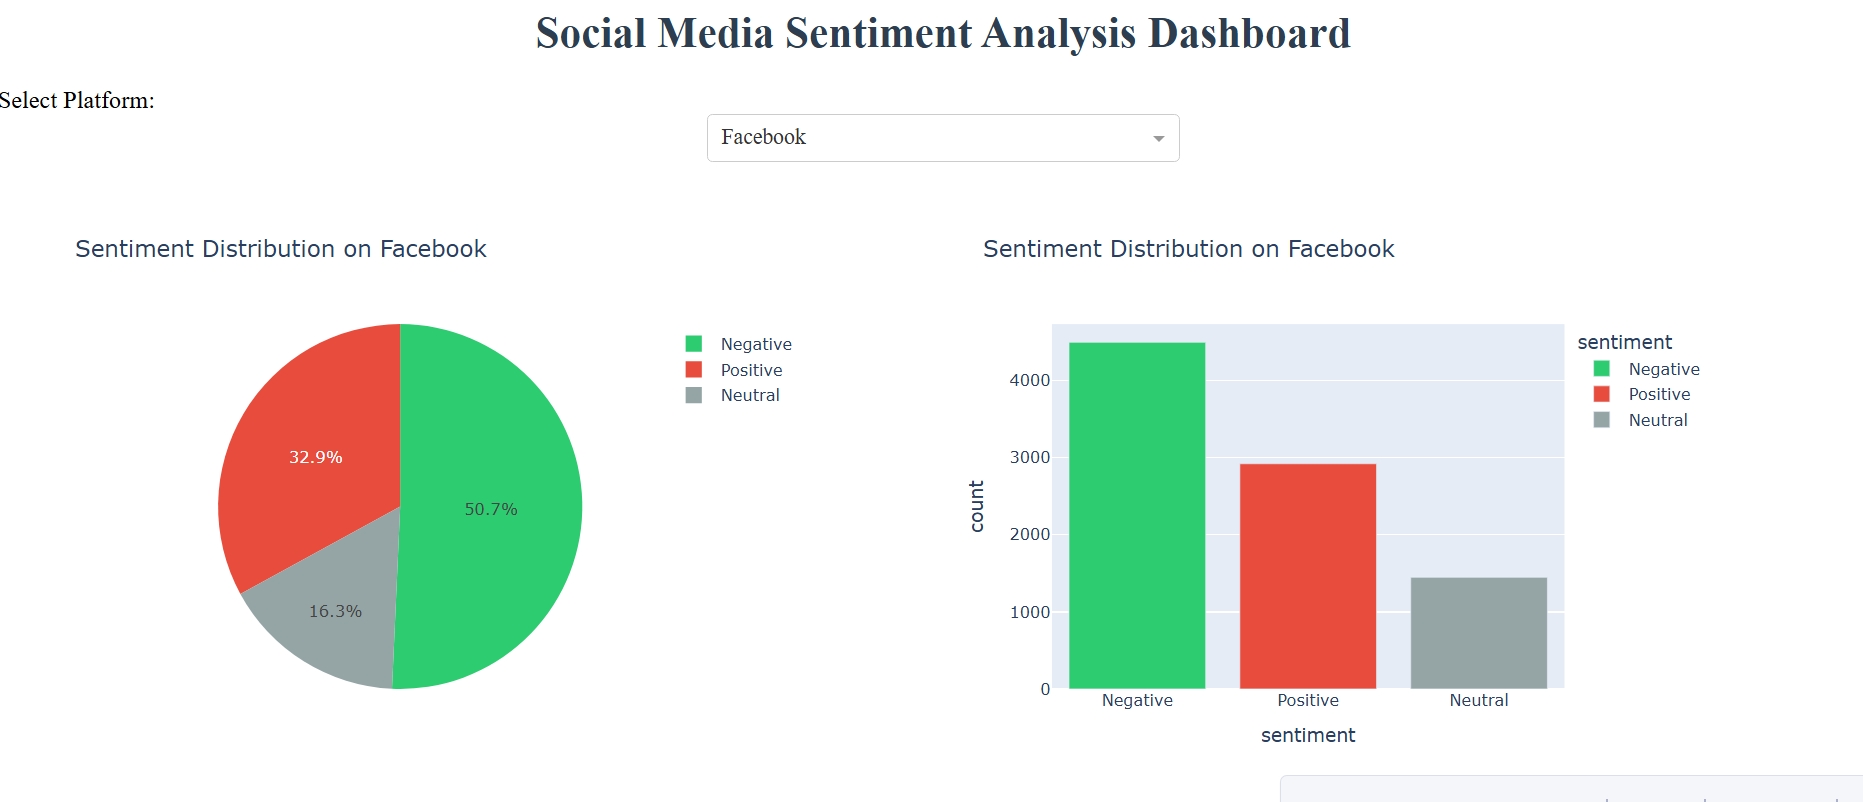 Social Media Sentiment Analysis Dashboard
Select Platform:
Facebook
Sentiment Distribution on Facebook
Negative
Positive
Neutral
32.9%
50.7%
16.3%
Sentiment Distribution on Facebook
sentiment
Negative
Positive
Neutral
count
4000
3000
2000
1000
0
Negative Positive Neutral
sentiment